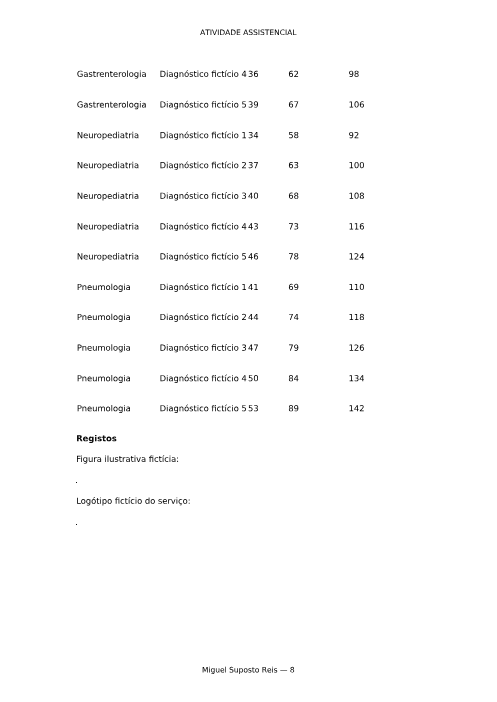 ATIVIDADE ASSISTENCIAL
Gastrenterologia Diagnóstico fictício 4 36 62 98
Gastrenterologia Diagnóstico fictício 5 39 67 106
Neuropediatria Diagnóstico fictício 1 34 58 92
Neuropediatria Diagnóstico fictício 2 37 63 100
Neuropediatria Diagnóstico fictício 3 40 68 108
Neuropediatria Diagnóstico fictício 4 43 73 116
Neuropediatria Diagnóstico fictício 5 46 78 124
Pneumologia Diagnóstico fictício 1 41 69 110
Pneumologia Diagnóstico fictício 2 44 74 118
Pneumologia Diagnóstico fictício 3 47 79 126
Pneumologia Diagnóstico fictício 4 50 84 134
Pneumologia Diagnóstico fictício 5 53 89 142
Registos
Figura ilustrativa fictícia:
.
Logótipo fictício do serviço:
.
Miguel Suposto Reis — 8